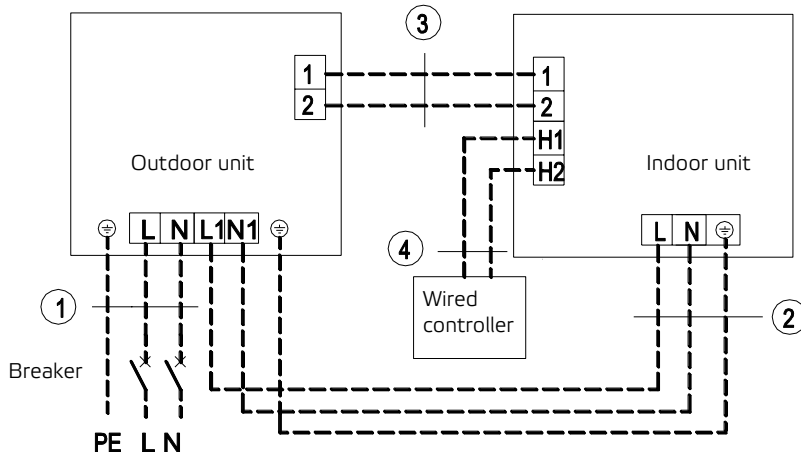 3
1
1
2
2
H1
Outdoor unit
Indoor unit
H2
L N L1 N1
L N
4
1
Wired
controller
2
Breaker
PE L N